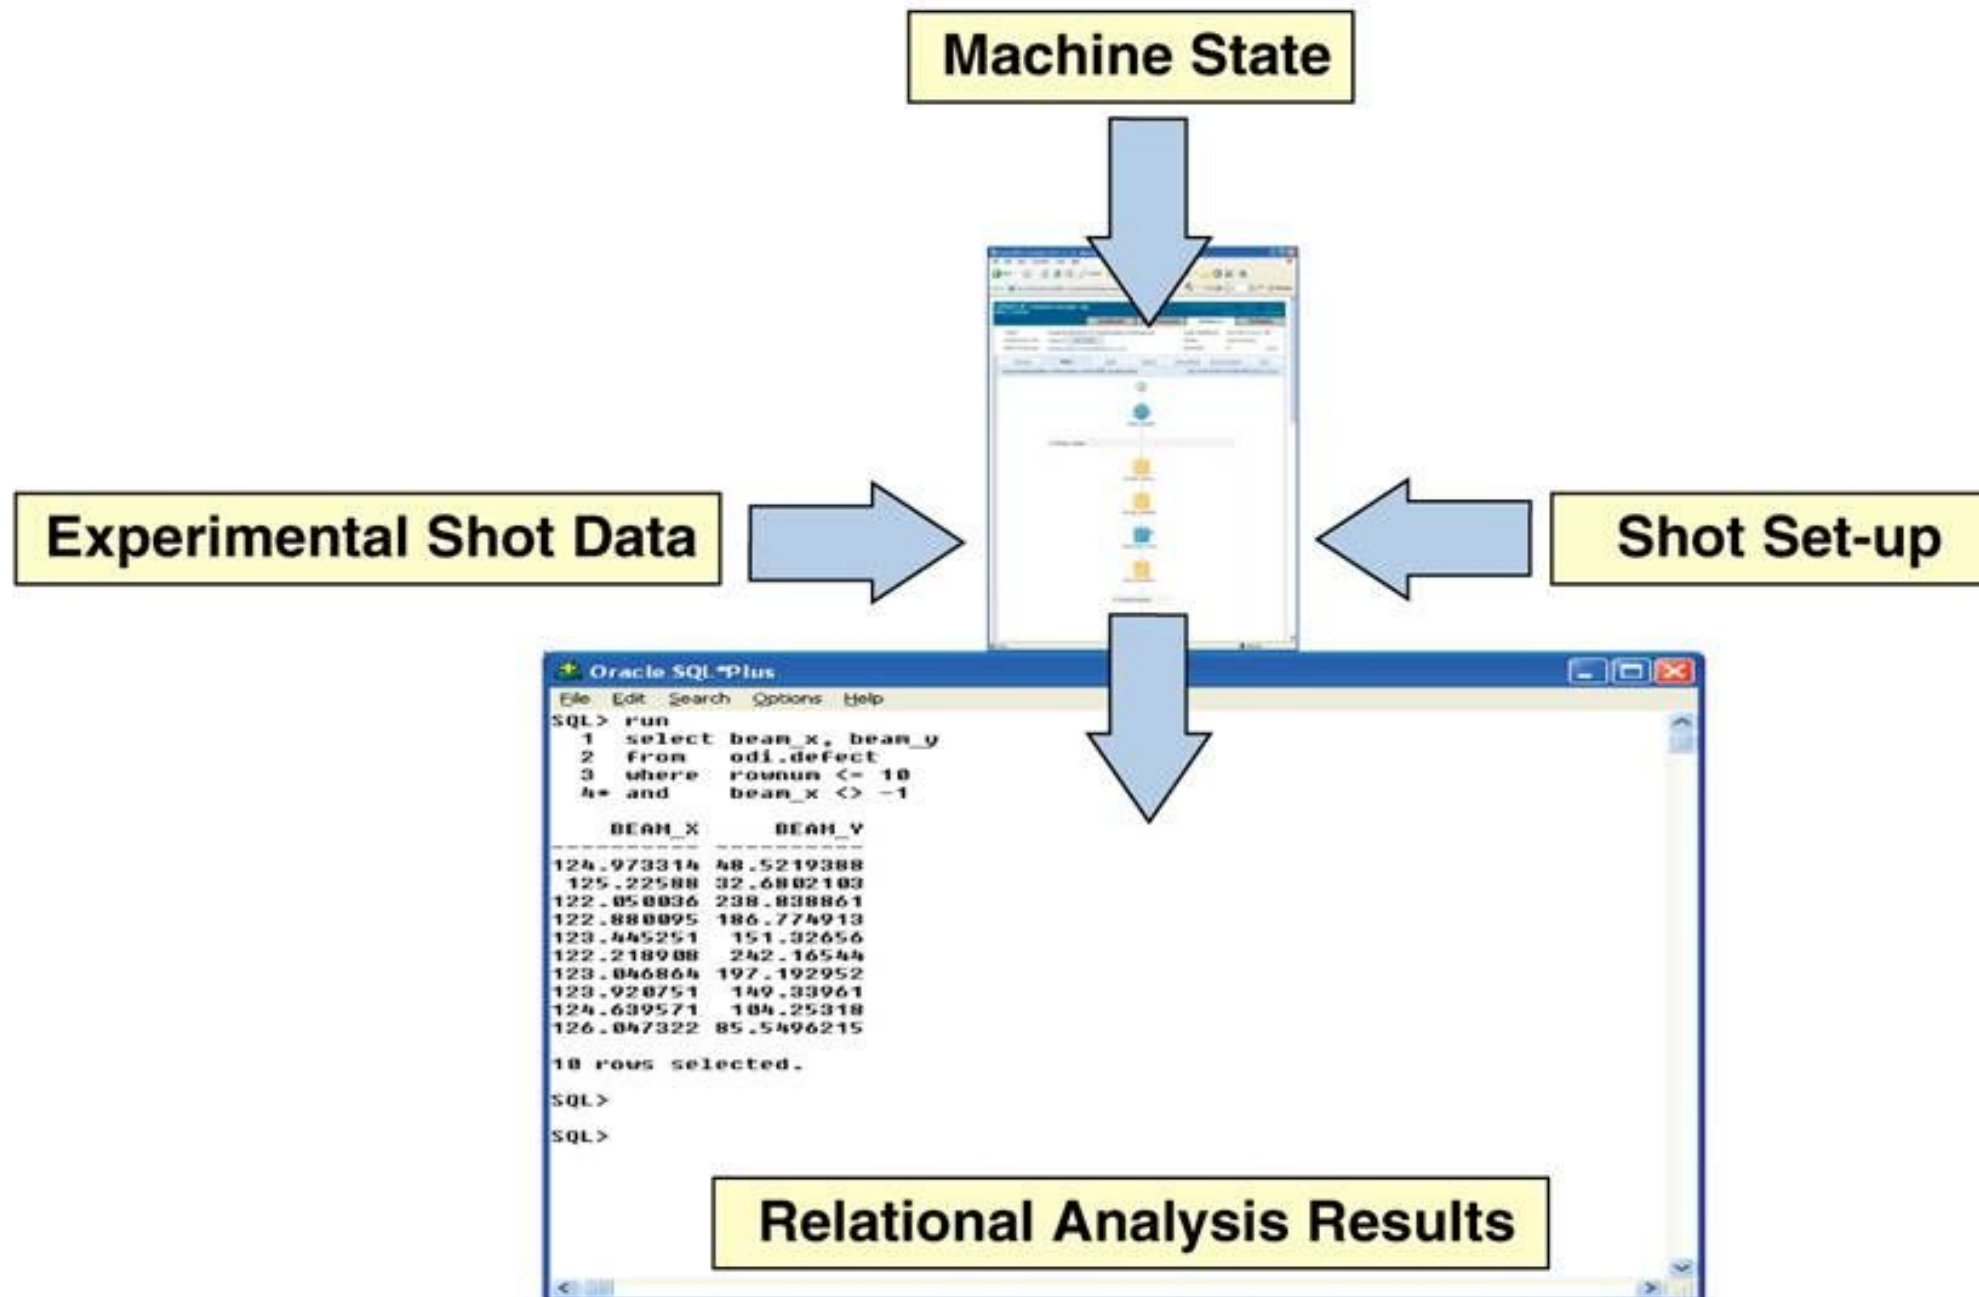 Machine State
Experimental Shot Data
Shot Set-up
Oracle SQL*Plus
File Edit Search Options Help
SQL> run
1 select beam_x, beam_y
2 from odi.defect
3 where rownum <= 10
4* and beam_x <> -1
BEAM_X BEAM_Y
---------- ----------
124.973314 48.5219388
125.22588 32.6802103
122.050036 238.838861
122.880095 186.774913
123.445251 151.32656
122.218908 242.16544
123.046864 197.192952
123.920751 149.33961
124.639571 104.25318
126.047322 85.5496215
10 rows selected.
SQL>
SQL>
Relational Analysis Results